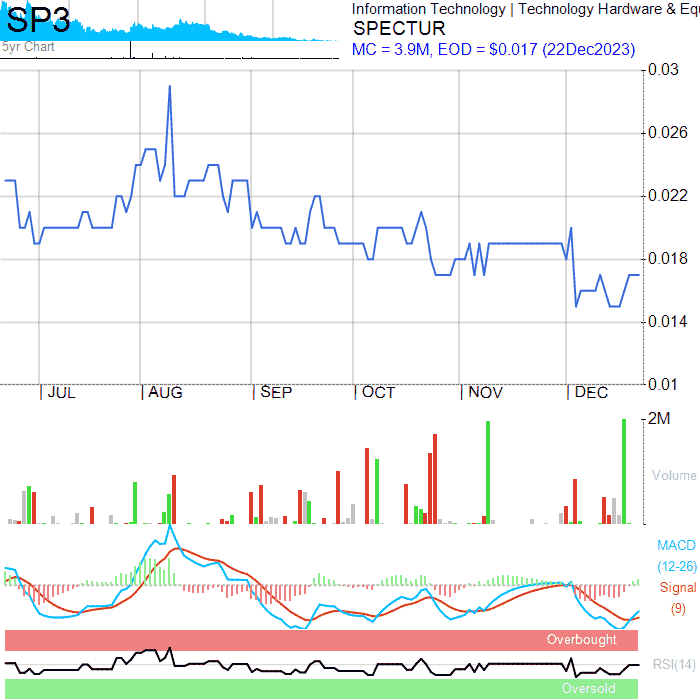 SP3
5yr Chart
Information Technology | Technology Hardware & Equ
SPECTUR
MC = 3.9M, EOD = $0.017 (22Dec2023)
0.03
0.026
0.022
0.018
0.014
0.01
JUL AUG SEP OCT NOV DEC
2M
Volume
MACD
(12-26)
Signal
(9)
Overbought
RSI(14)
Oversold